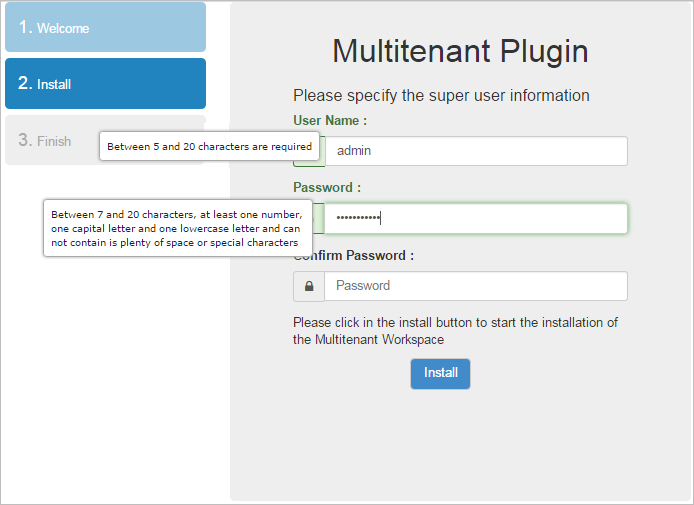 1. Welcome
2. Install
3. Finish
Multitenant Plugin
Please specify the super user information
User Name :
Between 5 and 20 characters are required
admin
Password :
Between 7 and 20 characters, at least one number,
one capital letter and one lowercase letter and can
not contain is plenty of space or special characters
•••••••••••
Confirm Password :
Password
Please click in the install button to start the installation of
the Multitenant Workspace
Install